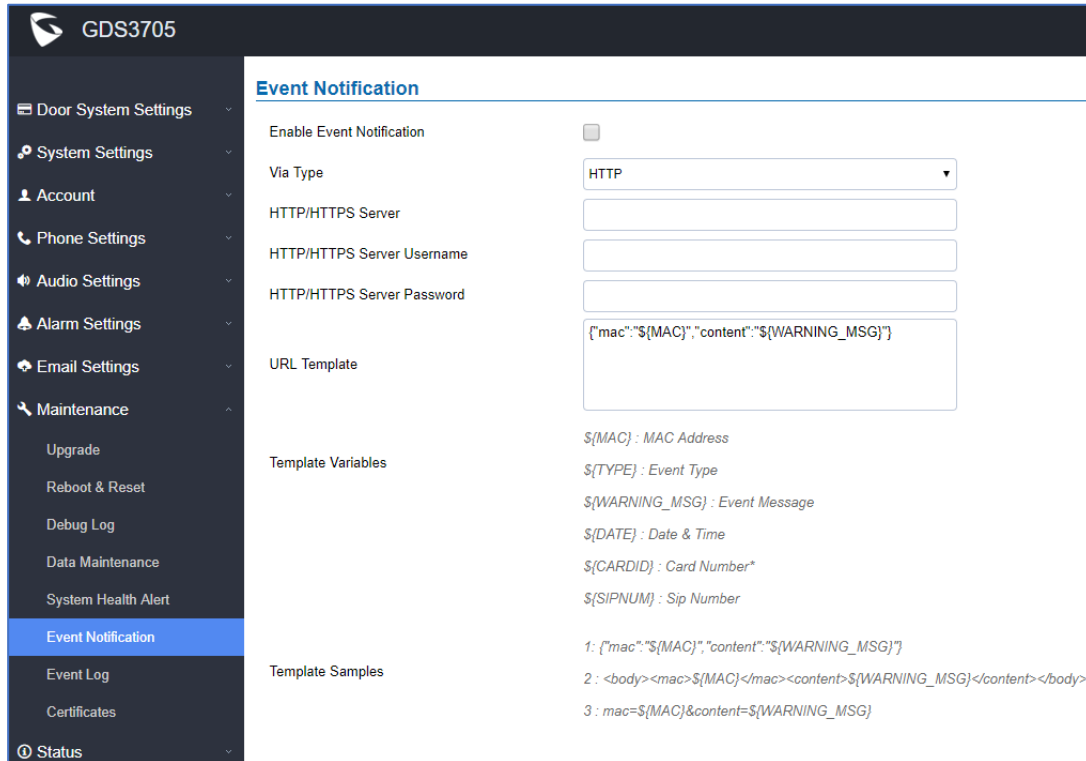 GDS3705
Door System Settings
System Settings
Account
Phone Settings
Audio Settings
Alarm Settings
Email Settings
Maintenance
Upgrade
Reboot & Reset
Debug Log
Data Maintenance
System Health Alert
Event Notification
Event Log
Certificates
Status
Event Notification
Enable Event Notification
Via Type
HTTP
HTTP/HTTPS Server
HTTP/HTTPS Server Username
HTTP/HTTPS Server Password
URL Template
{"mac":"${MAC}","content":"${WARNING_MSG}"}
Template Variables
${MAC} : MAC Address
${TYPE} : Event Type
${WARNING_MSG} : Event Message
${DATE} : Date & Time
${CARDID} : Card Number*
${SIPNUM} : Sip Number
Template Samples
1: {"mac":"${MAC}","content":"${WARNING_MSG}"}
2 : <body><mac>${MAC}</mac><content>${WARNING_MSG}</content></body>
3 : mac=${MAC}&content=${WARNING_MSG}